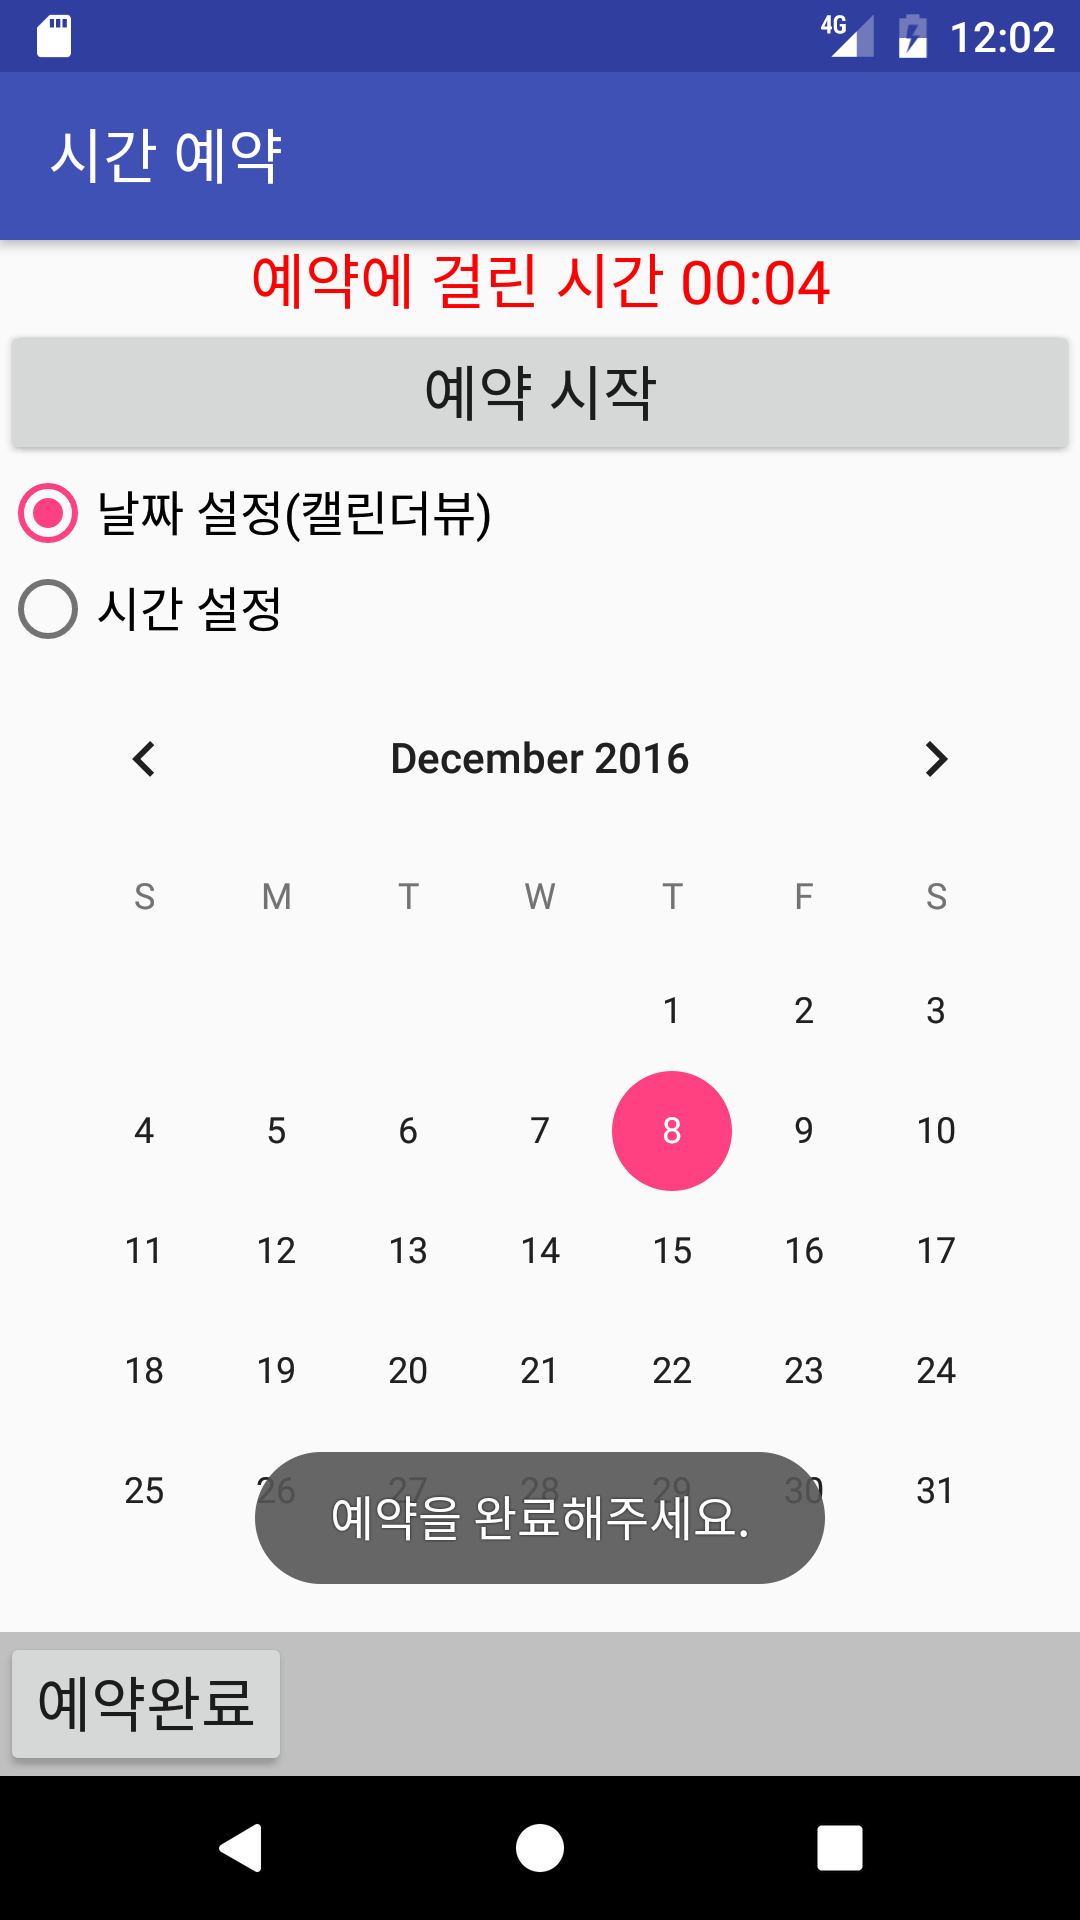 4G 12:02
시간 예약
예약에 걸린 시간 00:04
예약 시작
날짜 설정(캘린더뷰)
시간 설정
December 2016
S M T W T F S
1 2 3
4 5 6 7 8 9 10
11 12 13 14 15 16 17
18 19 20 21 22 23 24
25 26 27 28 29 30 31
예약을 완료해주세요.
예약완료